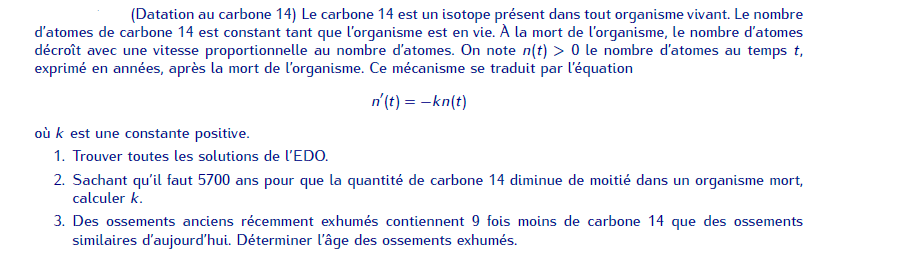 (Datation au carbone 14) Le carbone 14 est un isotope présent dans tout organisme vivant. Le nombre
d'atomes de carbone 14 est constant tant que l'organisme est en vie. À la mort de l'organisme, le nombre d'atomes
décroît avec une vitesse proportionnelle au nombre d'atomes. On note n(t) > 0 le nombre d'atomes au temps t,
exprimé en années, après la mort de l'organisme. Ce mécanisme se traduit par l'équation
n′(t) = −kn(t)
où k est une constante positive.
1. Trouver toutes les solutions de l'EDO.
2. Sachant qu'il faut 5700 ans pour que la quantité de carbone 14 diminue de moitié dans un organisme mort,
calculer k.
3. Des ossements anciens récemment exhumés contiennent 9 fois moins de carbone 14 que des ossements
similaires d'aujourd'hui. Déterminer l'âge des ossements exhumés.